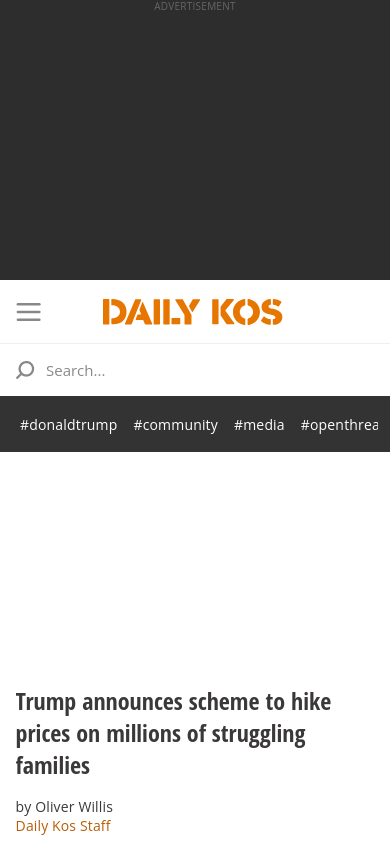 ADVERTISEMENT
DAILY KOS
Search...
#donaldtrump #community #media #openthrea
Trump announces scheme to hike
prices on millions of struggling
families
by Oliver Willis
Daily Kos Staff